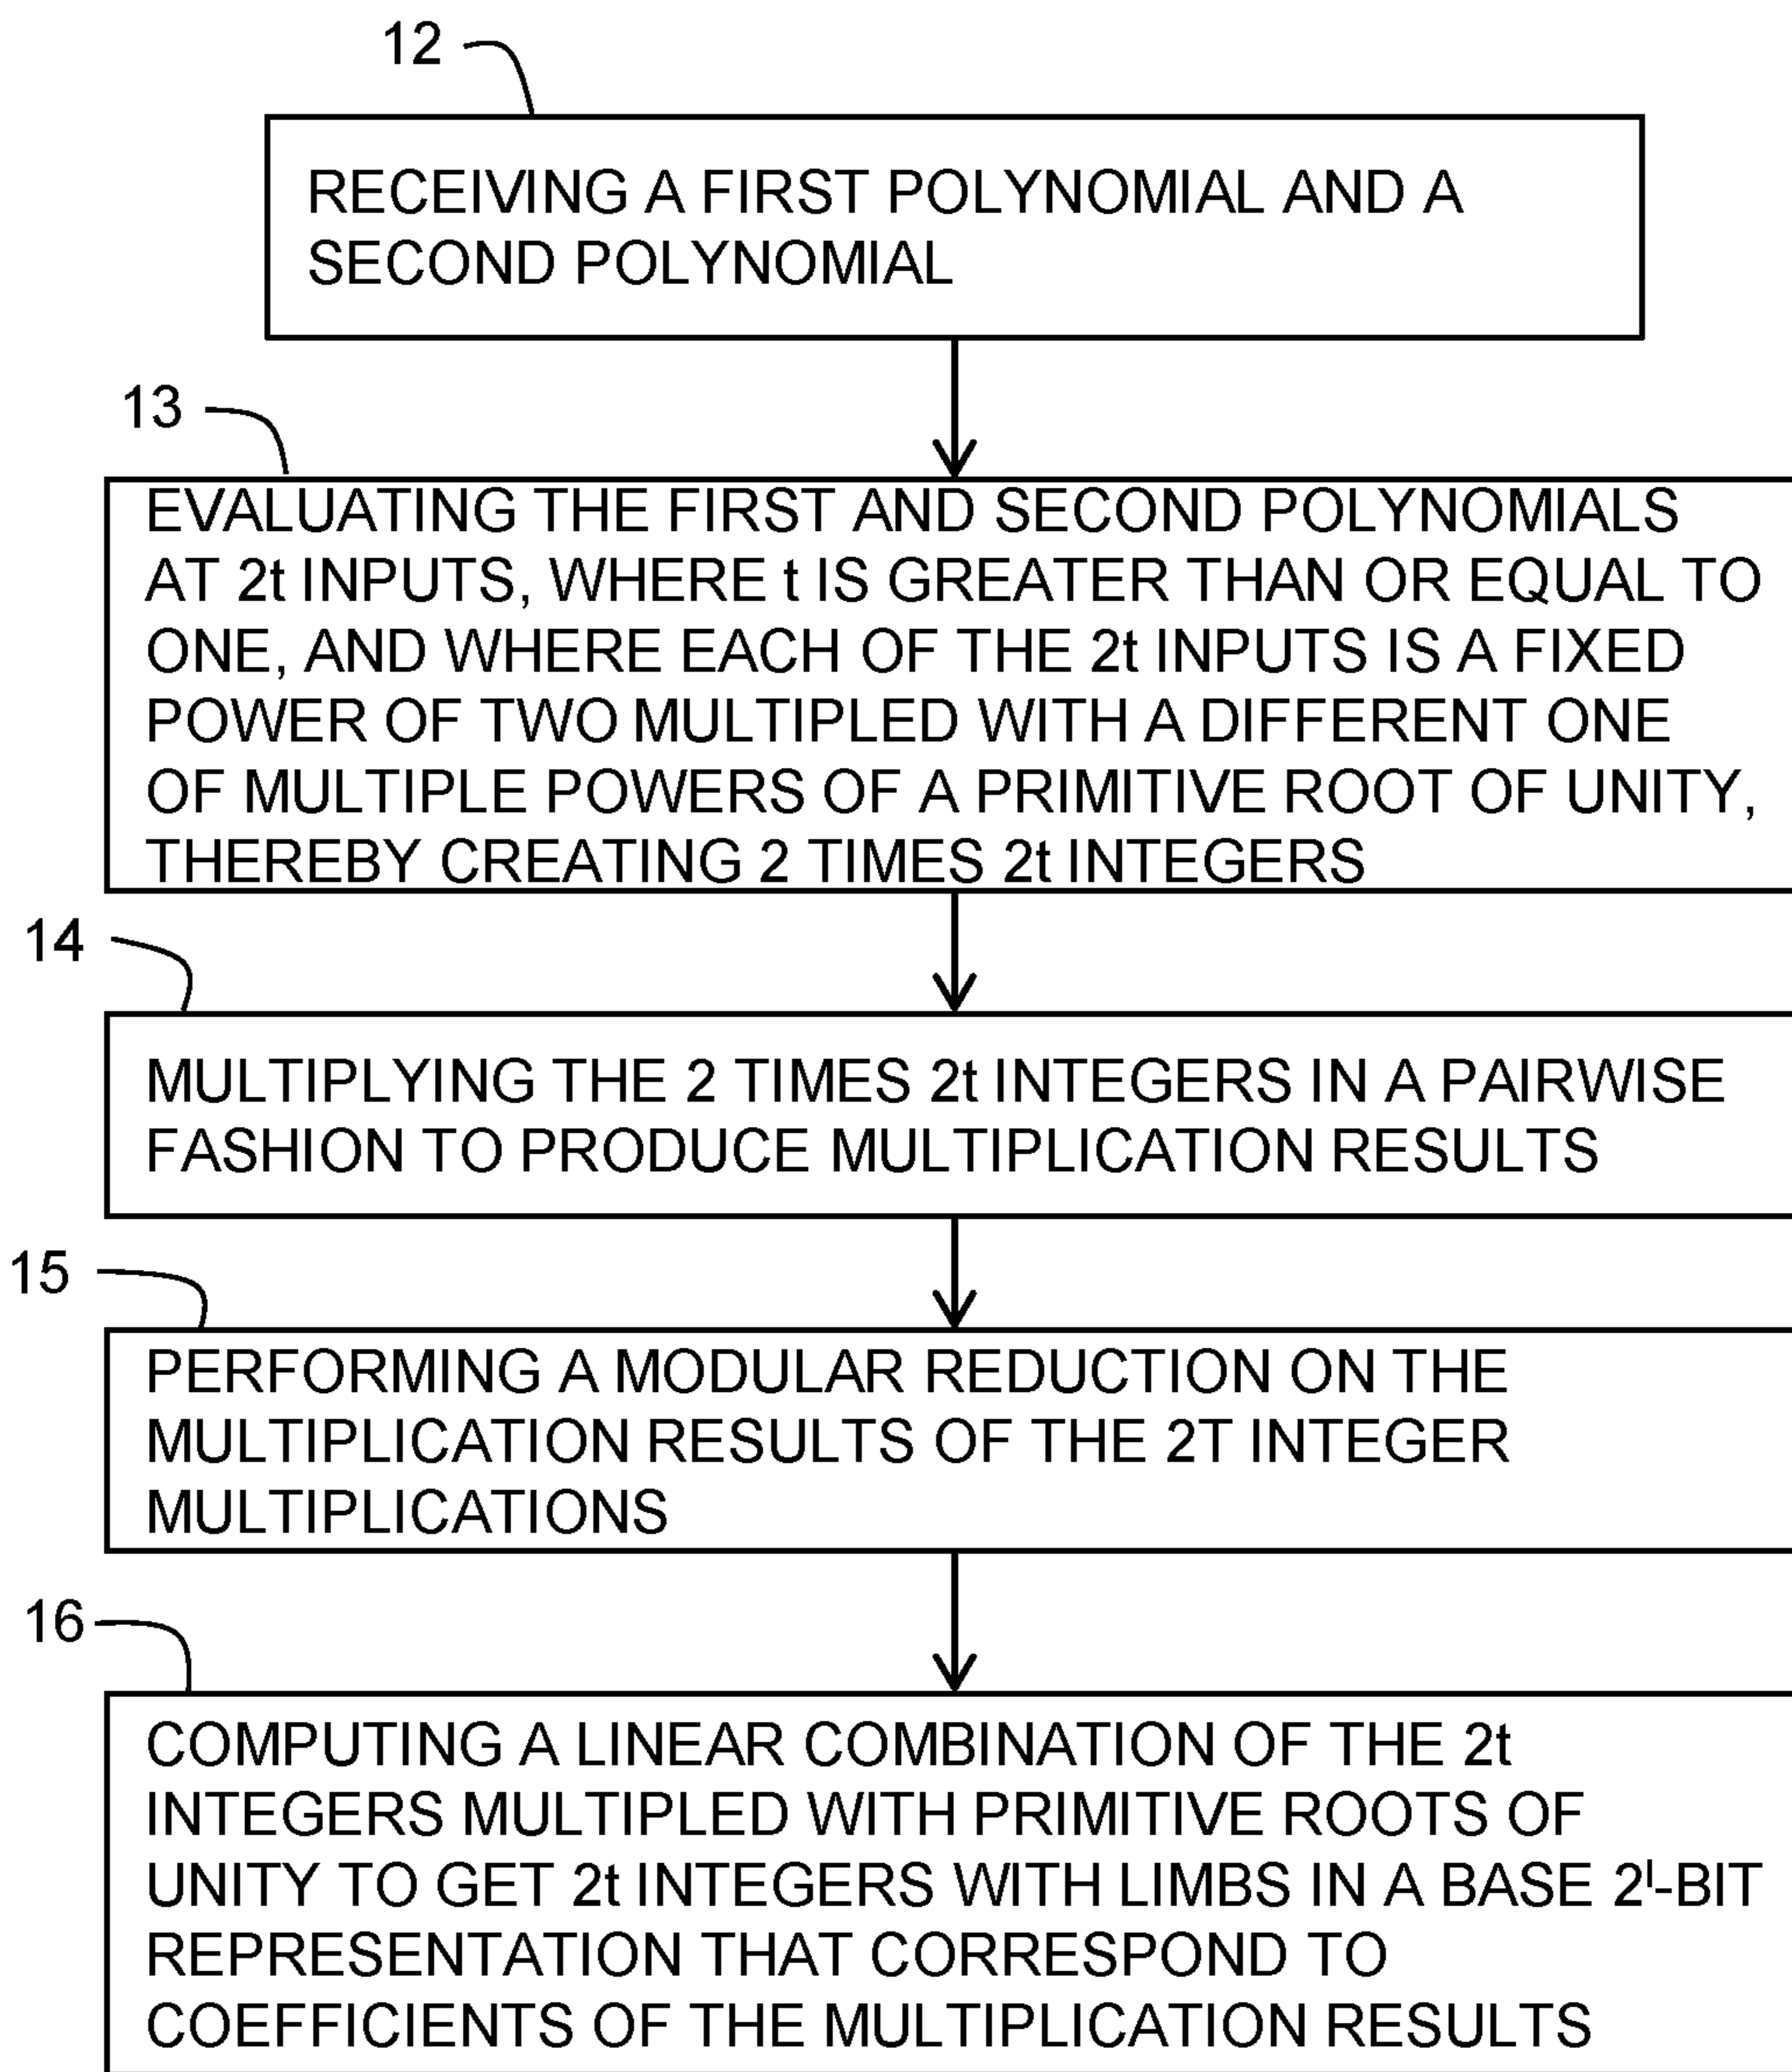 12
RECEIVING A FIRST POLYNOMIAL AND A
SECOND POLYNOMIAL
13
EVALUATING THE FIRST AND SECOND POLYNOMIALS
AT 2t INPUTS, WHERE t IS GREATER THAN OR EQUAL TO
ONE, AND WHERE EACH OF THE 2t INPUTS IS A FIXED
POWER OF TWO MULTIPLED WITH A DIFFERENT ONE
OF MULTIPLE POWERS OF A PRIMITIVE ROOT OF UNITY,
THEREBY CREATING 2 TIMES 2t INTEGERS
14
MULTIPLYING THE 2 TIMES 2t INTEGERS IN A PAIRWISE
FASHION TO PRODUCE MULTIPLICATION RESULTS
15
PERFORMING A MODULAR REDUCTION ON THE
MULTIPLICATION RESULTS OF THE 2T INTEGER
MULTIPLICATIONS
16
COMPUTING A LINEAR COMBINATION OF THE 2t
INTEGERS MULTIPLED WITH PRIMITIVE ROOTS OF
UNITY TO GET 2t INTEGERS WITH LIMBS IN A BASE 2ˡ-BIT
REPRESENTATION THAT CORRESPOND TO
COEFFICIENTS OF THE MULTIPLICATION RESULTS